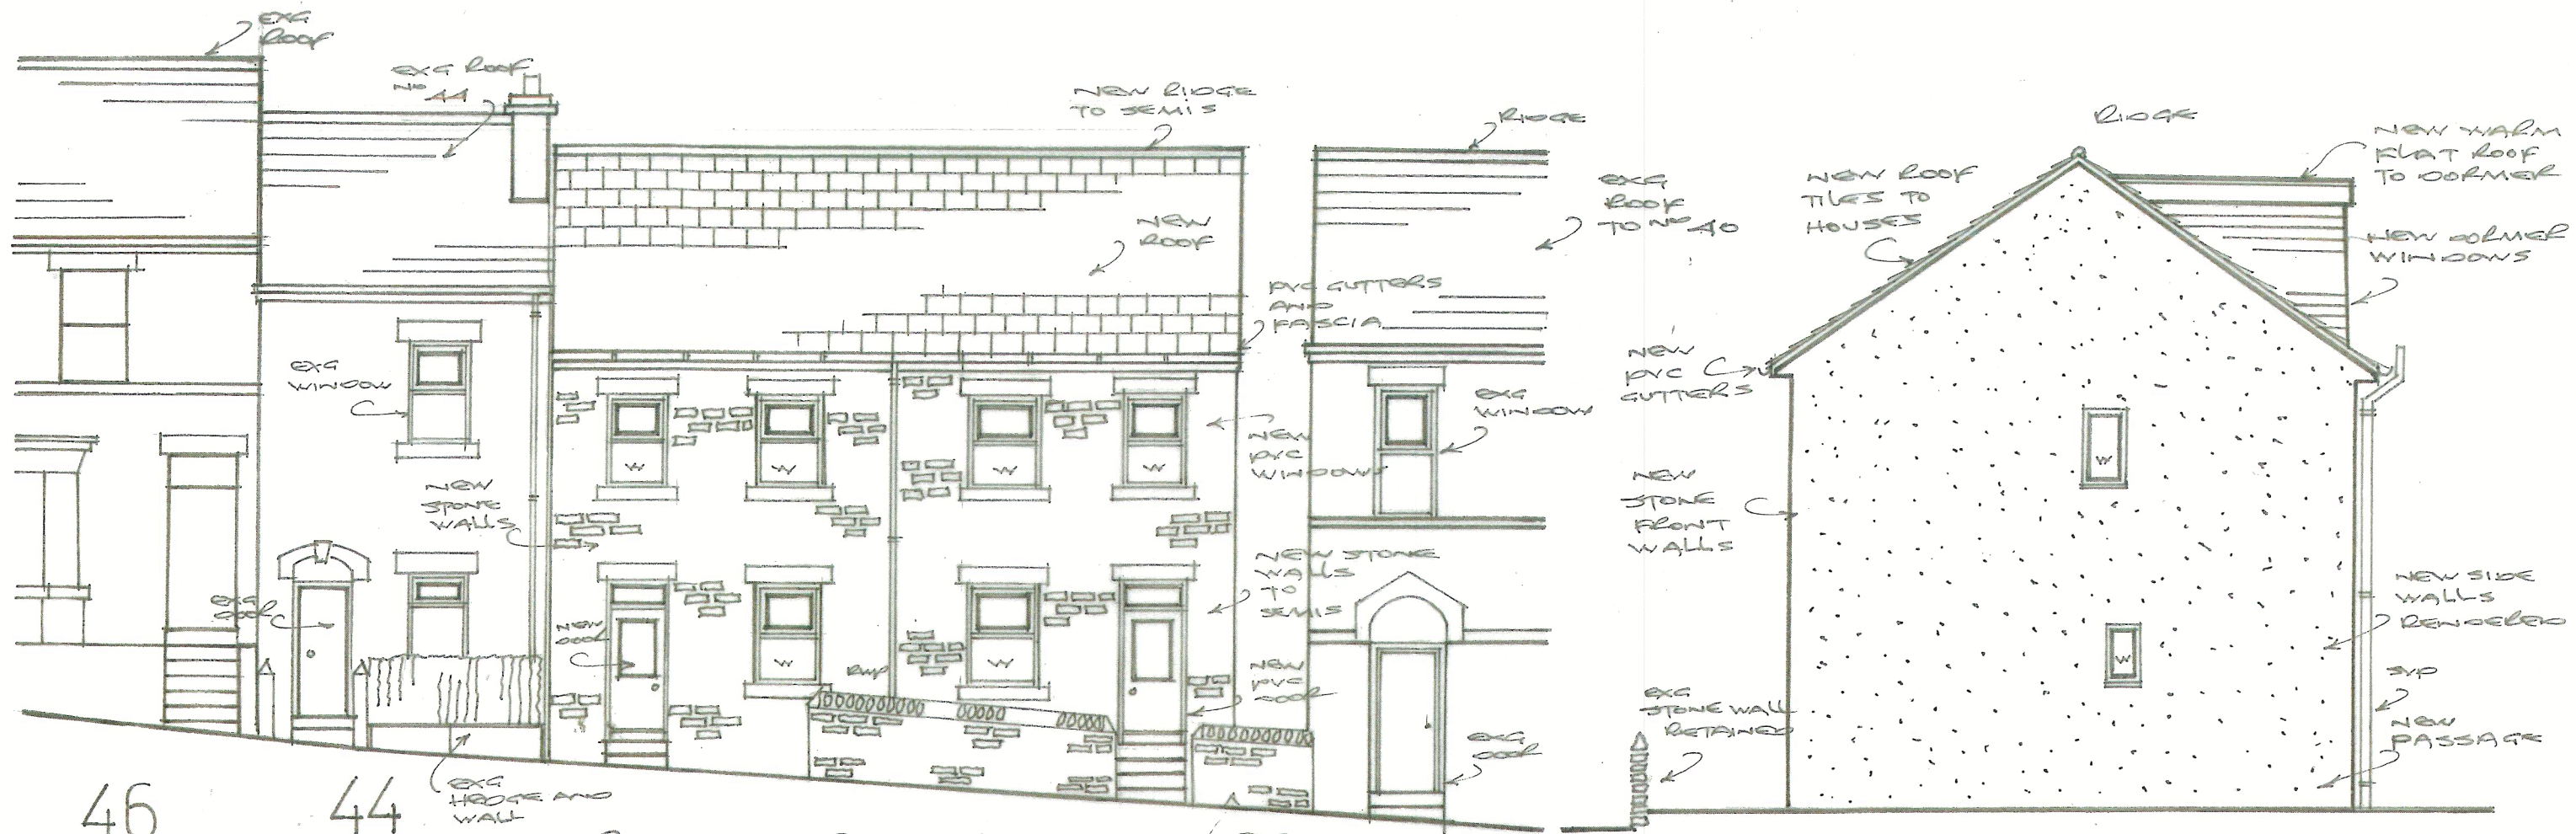 EXG
ROOF
EXG ROOF
No 44
NEW RIDGE
TO SEMIS
RIDGE
EXG
ROOF
TO No 40
NEW
ROOF
PVC GUTTERS
AND
FASCIA
EXG
WINDOW
NEW
STONE
WALLS
EXG
DOOR
NEW
DOOR
RWP
W
W
W
W
W
W
NEW
PVC
WINDOWS
EXG
WINDOW
NEW STONE
WALLS
TO
SEMIS
NEW
PVC
DOOR
EXG
DOOR
EXG
HEDGE AND
WALL
46
44
RIDGE
NEW WARM
FLAT ROOF
TO DORMER
NEW ROOF
TILES TO
HOUSES
NEW DORMER
WINDOWS
NEW
PVC
GUTTERS
NEW
STONE
FRONT
WALLS
W
W
NEW SIDE
WALLS
RENDERED
SVP
NEW
PASSAGE
EXG
STONE WALL
RETAINED